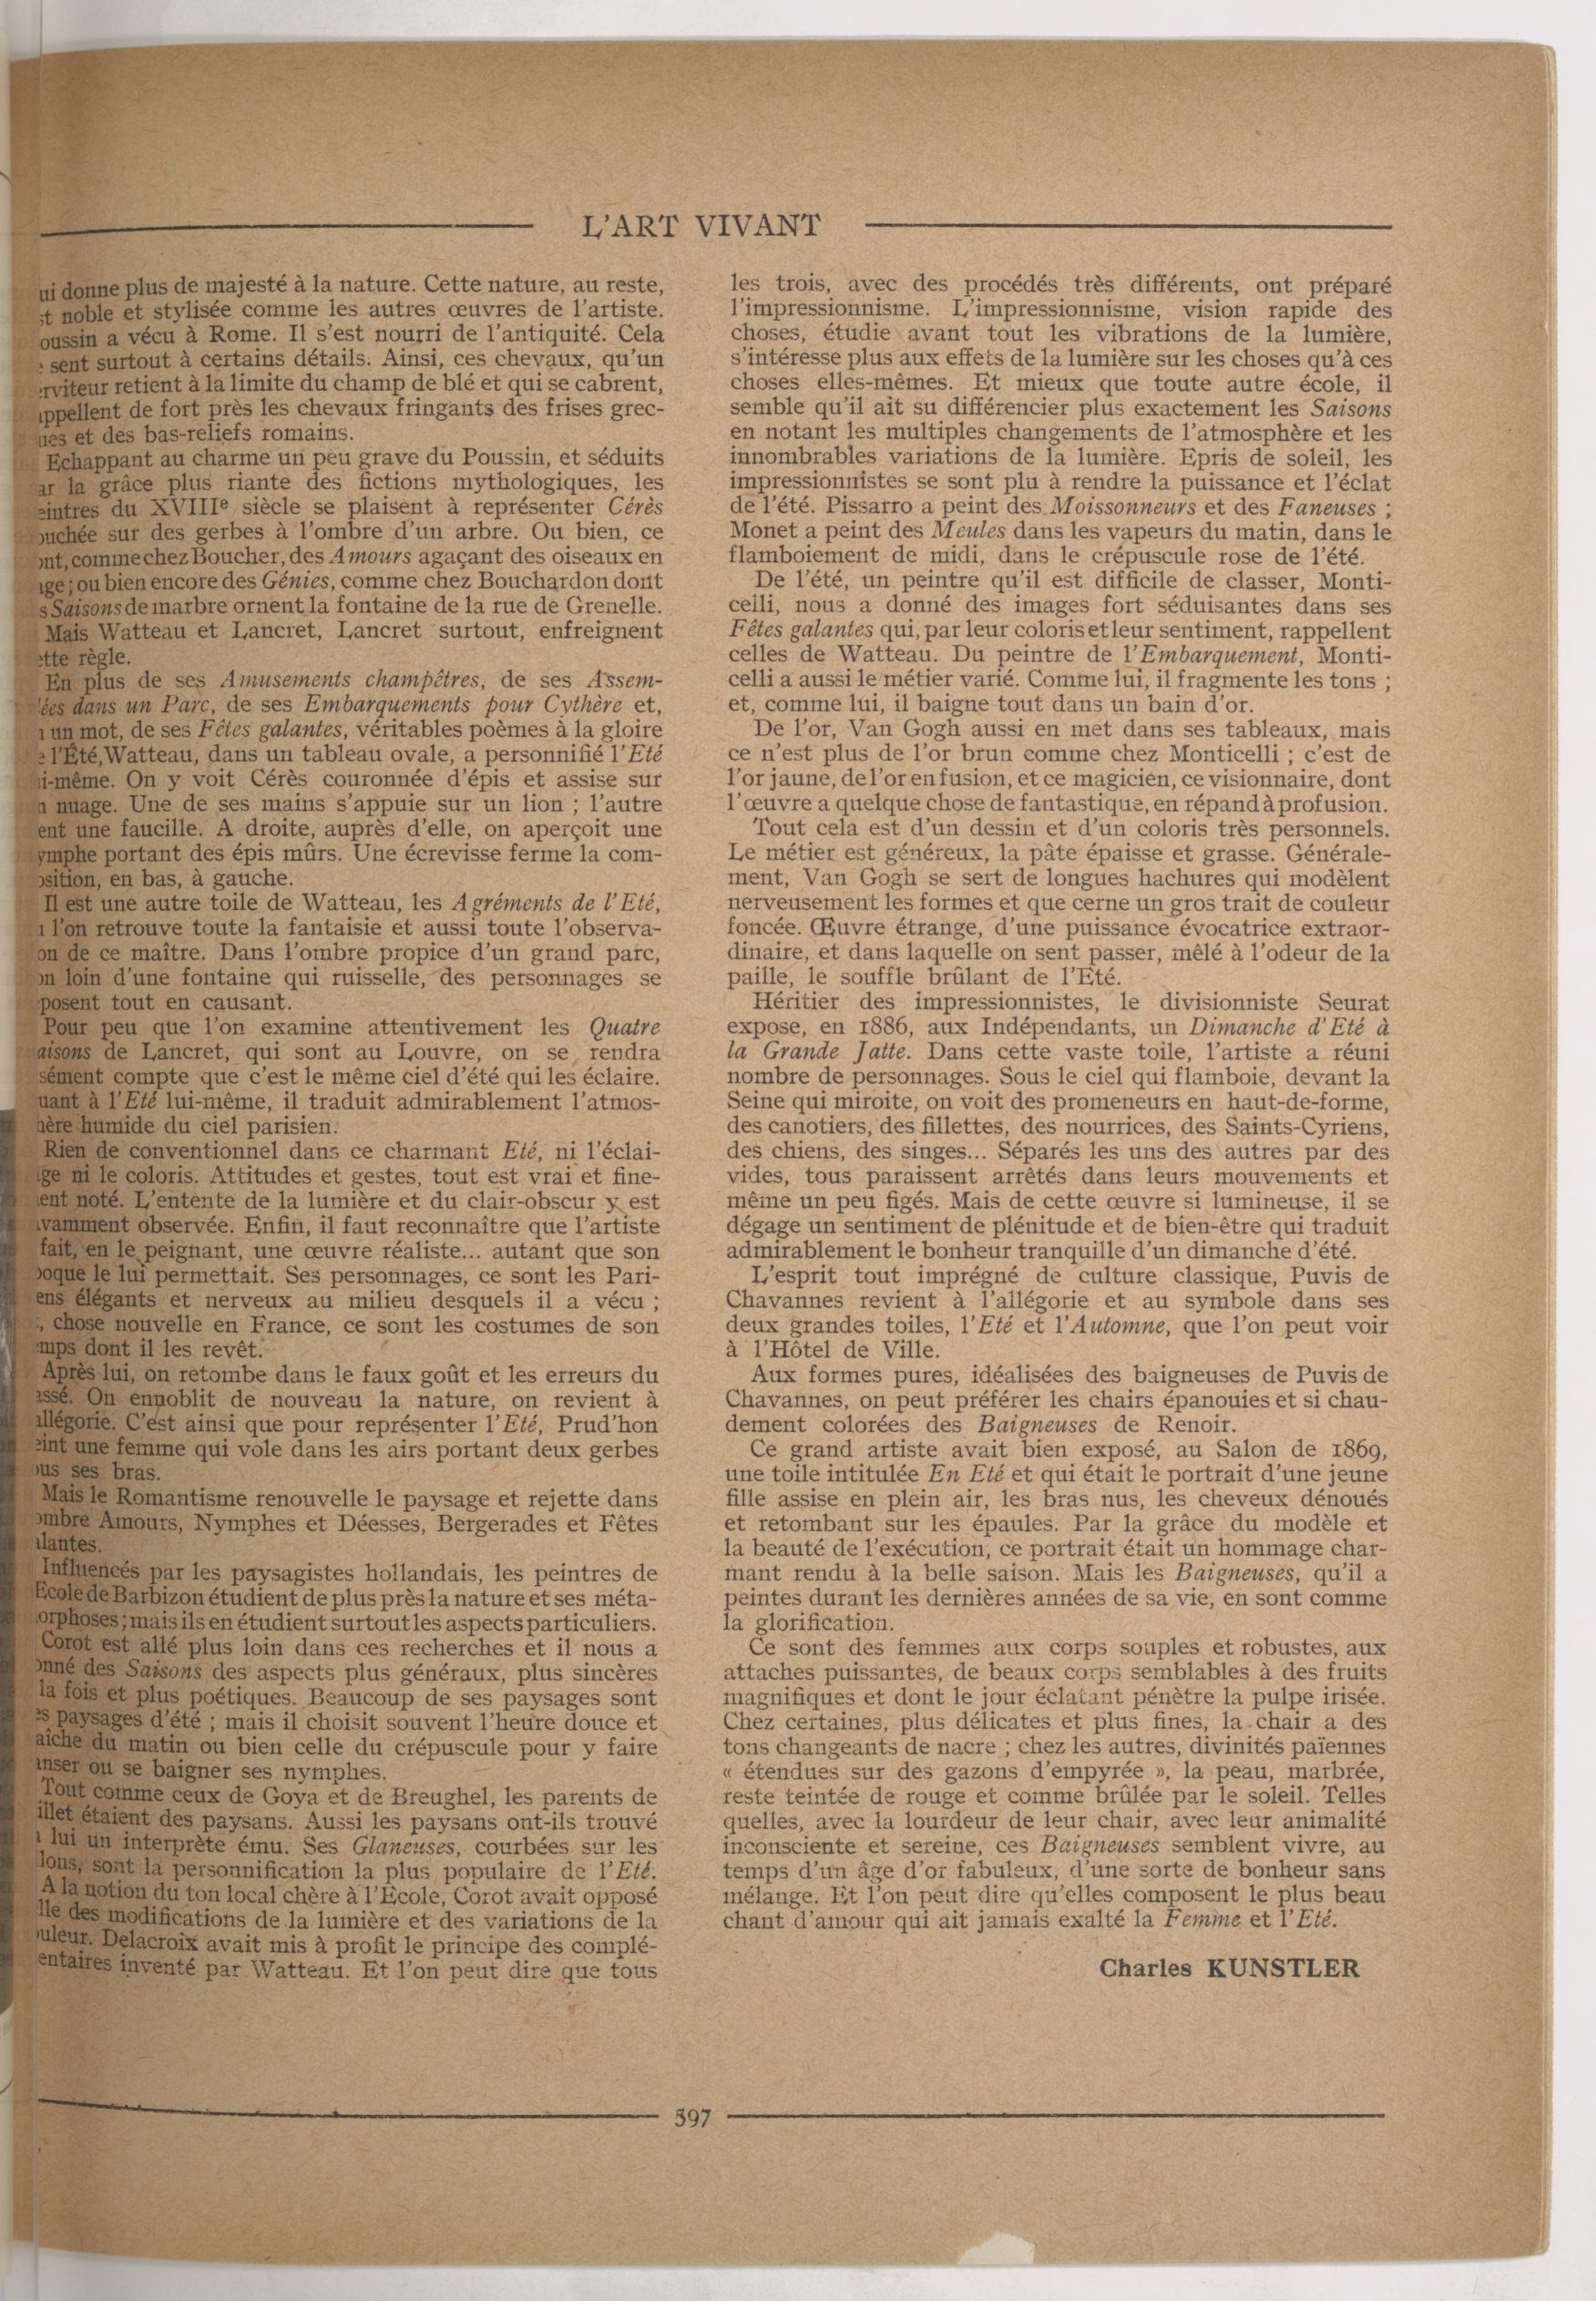 L'ART VIVANT
ui donne plus de majesté à la nature. Cette nature, au reste,
st noble et stylisée comme les autres œuvres de l'artiste.
oussin a vécu à Rome. Il s'est nourri de l'antiquité. Cela
e sent surtout à certains détails. Ainsi, ces chevaux, qu'un
erviteur retient à la limite du champ de blé et qui se cabrent,
appellent de fort près les chevaux fringants des frises grec-
ues et des bas-reliefs romains.
Echappant au charme un peu grave du Poussin, et séduits
ar la grâce plus riante des fictions mythologiques, les
eintres du XVIIIe siècle se plaisent à représenter Cérès
ouchée sur des gerbes à l'ombre d'un arbre. Ou bien, ce
ont, comme chez Boucher, des Amours agaçant des oiseaux en
age ; ou bien encore des Génies, comme chez Bouchardon dont
s Saisons de marbre ornent la fontaine de la rue de Grenelle.
Mais Watteau et Lancret, Lancret surtout, enfreignent
ette règle.
En plus de ses Amusements champêtres, de ses Assem-
lées dans un Parc, de ses Embarquements pour Cythère et,
n un mot, de ses Fêtes galantes, véritables poèmes à la gloire
e l'Été, Watteau, dans un tableau ovale, a personnifié l'Eté
ui-même. On y voit Cérès couronnée d'épis et assise sur
n nuage. Une de ses mains s'appuie sur un lion ; l'autre
ent une faucille. A droite, auprès d'elle, on aperçoit une
ymphe portant des épis mûrs. Une écrevisse ferme la com-
osition, en bas, à gauche.
Il est une autre toile de Watteau, les Agréments de l'Eté,
ù l'on retrouve toute la fantaisie et aussi toute l'observa-
on de ce maître. Dans l'ombre propice d'un grand parc,
on loin d'une fontaine qui ruisselle, des personnages se
eposent tout en causant.
Pour peu que l'on examine attentivement les Quatre
aisons de Lancret, qui sont au Louvre, on se rendra
sément compte que c'est le même ciel d'été qui les éclaire.
uant à l'Eté lui-même, il traduit admirablement l'atmos-
hère humide du ciel parisien.
Rien de conventionnel dans ce charmant Eté, ni l'éclai-
age ni le coloris. Attitudes et gestes, tout est vrai et fine-
ent noté. L'entente de la lumière et du clair-obscur y est
avamment observée. Enfin, il faut reconnaître que l'artiste
fait, en le peignant, une œuvre réaliste... autant que son
poque le lui permettait. Ses personnages, ce sont les Pari-
ens élégants et nerveux au milieu desquels il a vécu ;
, chose nouvelle en France, ce sont les costumes de son
emps dont il les revêt.
Après lui, on retombe dans le faux goût et les erreurs du
assé. On ennoblit de nouveau la nature, on revient à
allégorie. C'est ainsi que pour représenter l'Eté, Prud'hon
eint une femme qui vole dans les airs portant deux gerbes
ous ses bras.
Mais le Romantisme renouvelle le paysage et rejette dans
ombre Amours, Nymphes et Déesses, Bergerades et Fêtes
alantes.
Influencés par les paysagistes hollandais, les peintres de
Ecole de Barbizon étudient de plus près la nature et ses méta-
orphoses ; mais ils en étudient surtout les aspects particuliers.
Corot est allé plus loin dans ces recherches et il nous a
onné des Saisons des aspects plus généraux, plus sincères
la fois et plus poétiques. Beaucoup de ses paysages sont
es paysages d'été ; mais il choisit souvent l'heure douce et
aîche du matin ou bien celle du crépuscule pour y faire
anser ou se baigner ses nymphes.
Tout comme ceux de Goya et de Breughel, les parents de
illet étaient des paysans. Aussi les paysans ont-ils trouvé
n lui un interprète ému. Ses Glaneuses, courbées sur les
llons, sont la personnification la plus populaire de l'Eté.
A la notion du ton local chère à l'Ecole, Corot avait opposé
lle des modifications de la lumière et des variations de la
ouleur. Delacroix avait mis à profit le principe des complé-
entaires inventé par Watteau. Et l'on peut dire que tous
les trois, avec des procédés très différents, ont préparé
l'impressionnisme. L'impressionnisme, vision rapide des
choses, étudie avant tout les vibrations de la lumière,
s'intéresse plus aux effets de la lumière sur les choses qu'à ces
choses elles-mêmes. Et mieux que toute autre école, il
semble qu'il ait su différencier plus exactement les Saisons
en notant les multiples changements de l'atmosphère et les
innombrables variations de la lumière. Epris de soleil, les
impressionnistes se sont plu à rendre la puissance et l'éclat
de l'été. Pissarro a peint des Moissonneurs et des Faneuses ;
Monet a peint des Meules dans les vapeurs du matin, dans le
flamboiement de midi, dans le crépuscule rose de l'été.
De l'été, un peintre qu'il est difficile de classer, Monti-
celli, nous a donné des images fort séduisantes dans ses
Fêtes galantes qui, par leur coloris et leur sentiment, rappellent
celles de Watteau. Du peintre de l'Embarquement, Monti-
celli a aussi le métier varié. Comme lui, il fragmente les tons ;
et, comme lui, il baigne tout dans un bain d'or.
De l'or, Van Gogh aussi en met dans ses tableaux, mais
ce n'est plus de l'or brun comme chez Monticelli ; c'est de
l'or jaune, de l'or en fusion, et ce magicien, ce visionnaire, dont
l'œuvre a quelque chose de fantastique, en répand à profusion.
Tout cela est d'un dessin et d'un coloris très personnels.
Le métier est généreux, la pâte épaisse et grasse. Générale-
ment, Van Gogh se sert de longues hachures qui modèlent
nerveusement les formes et que cerne un gros trait de couleur
foncée. Œuvre étrange, d'une puissance évocatrice extraor-
dinaire, et dans laquelle on sent passer, mêlé à l'odeur de la
paille, le souffle brûlant de l'Eté.
Héritier des impressionnistes, le divisionniste Seurat
expose, en 1886, aux Indépendants, un Dimanche d'Eté à
la Grande Jatte. Dans cette vaste toile, l'artiste a réuni
nombre de personnages. Sous le ciel qui flamboie, devant la
Seine qui miroite, on voit des promeneurs en haut-de-forme,
des canotiers, des fillettes, des nourrices, des Saints-Cyriens,
des chiens, des singes... Séparés les uns des autres par des
vides, tous paraissent arrêtés dans leurs mouvements et
même un peu figés. Mais de cette œuvre si lumineuse, il se
dégage un sentiment de plénitude et de bien-être qui traduit
admirablement le bonheur tranquille d'un dimanche d'été.
L'esprit tout imprégné de culture classique, Puvis de
Chavannes revient à l'allégorie et au symbole dans ses
deux grandes toiles, l'Eté et l'Automne, que l'on peut voir
à l'Hôtel de Ville.
Aux formes pures, idéalisées des baigneuses de Puvis de
Chavannes, on peut préférer les chairs épanouies et si chau-
dement colorées des Baigneuses de Renoir.
Ce grand artiste avait bien exposé, au Salon de 1869,
une toile intitulée En Eté et qui était le portrait d'une jeune
fille assise en plein air, les bras nus, les cheveux dénoués
et retombant sur les épaules. Par la grâce du modèle et
la beauté de l'exécution, ce portrait était un hommage char-
mant rendu à la belle saison. Mais les Baigneuses, qu'il a
peintes durant les dernières années de sa vie, en sont comme
la glorification.
Ce sont des femmes aux corps souples et robustes, aux
attaches puissantes, de beaux corps semblables à des fruits
magnifiques et dont le jour éclatant pénètre la pulpe irisée.
Chez certaines, plus délicates et plus fines, la chair a des
tons changeants de nacre ; chez les autres, divinités païennes
« étendues sur des gazons d'empyrée », la peau, marbrée,
reste teintée de rouge et comme brûlée par le soleil. Telles
quelles, avec la lourdeur de leur chair, avec leur animalité
inconsciente et sereine, ces Baigneuses semblent vivre, au
temps d'un âge d'or fabuleux, d'une sorte de bonheur sans
mélange. Et l'on peut dire qu'elles composent le plus beau
chant d'amour qui ait jamais exalté la Femme et l'Eté.
Charles KUNSTLER
597